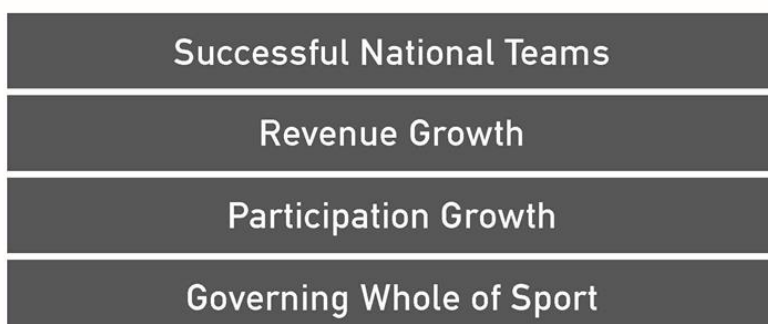 Successful National Teams
Revenue Growth
Participation Growth
Governing Whole of Sport